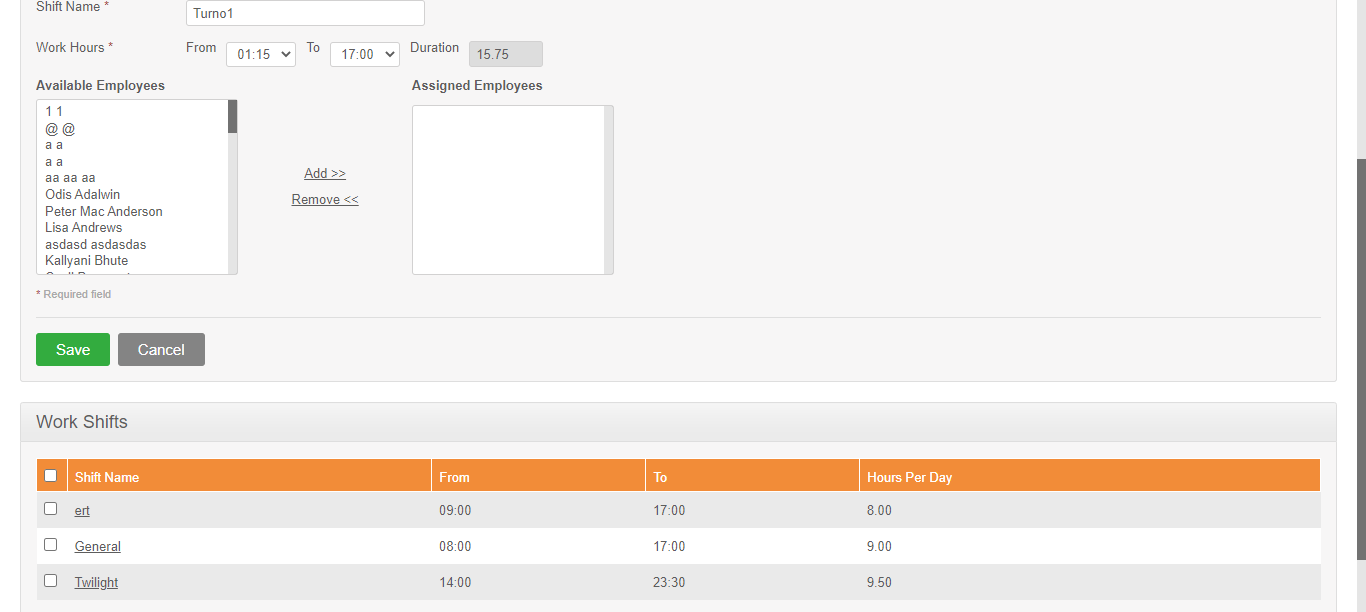 Shift Name *
Turno1
Work Hours *
From
01:15
To
17:00
Duration
15.75
Available Employees
Assigned Employees
1 1
@ @
a a
a a
aa aa aa
Odis Adalwin
Peter Mac Anderson
Lisa Andrews
asdasd asdasdas
Kallyani Bhute
Add >>
Remove <<
* Required field
Save
Cancel
Work Shifts
Shift Name From To Hours Per Day
ert 09:00 17:00 8.00
General 08:00 17:00 9.00
Twilight 14:00 23:30 9.50